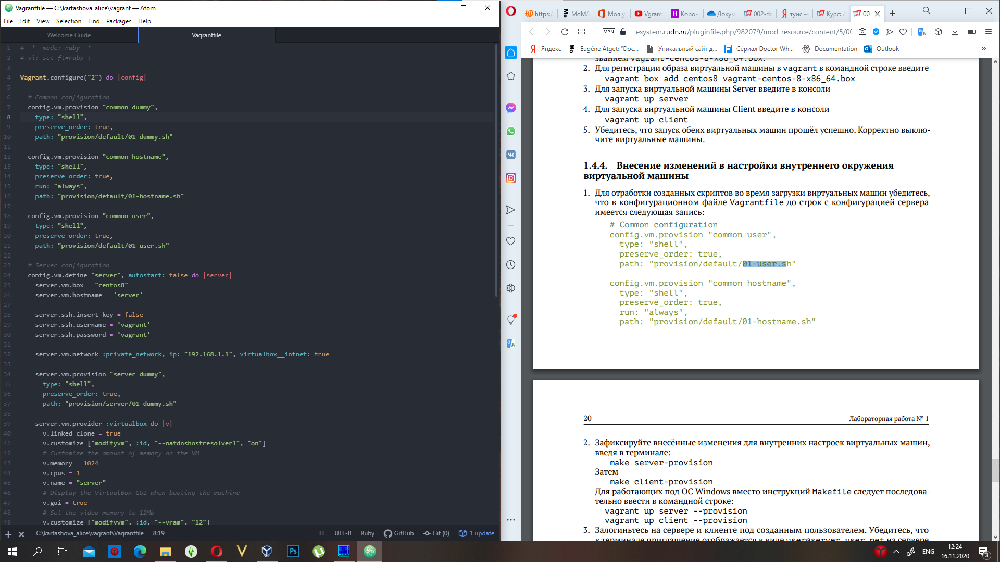 Vagrantfile — C:\kartashova_alice\vagrant — Atom
File Edit View Selection Find Packages Help
Welcome Guide
Vagrantfile
1 # -*- mode: ruby -*-
2 # vi: set ft=ruby :
3
4 Vagrant.configure("2") do |config|
5
6 # Common configuration
7 config.vm.provision "common dummy",
8 type: "shell",
9 preserve_order: true,
10 path: "provision/default/01-dummy.sh"
11
12 config.vm.provision "common hostname",
13 type: "shell",
14 preserve_order: true,
15 run: "always",
16 path: "provision/default/01-hostname.sh"
17
18 config.vm.provision "common user",
19 type: "shell",
20 preserve_order: true,
21 path: "provision/default/01-user.sh"
22
23 # Server configuration
24 config.vm.define "server", autostart: false do |server|
25 server.vm.box = "centos8"
26 server.vm.hostname = 'server'
27
28 server.ssh.insert_key = false
29 server.ssh.username = 'vagrant'
30 server.ssh.password = 'vagrant'
31
32 server.vm.network :private_network, ip: "192.168.1.1", virtualbox__intnet: true
33
34 server.vm.provision "server dummy",
35 type: "shell",
36 preserve_order: true,
37 path: "provision/server/01-dummy.sh"
38
39 server.vm.provider :virtualbox do |v|
40 v.linked_clone = true
41 v.customize ["modifyvm", :id, "--natdnshostresolver1", "on"]
42 # Customize the amount of memory on the VM
43 v.memory = 1024
44 v.cpus = 1
45 v.name = "server"
46 # Display the VirtualBox GUI when booting the machine
47 v.gui = true
48 # Set the video memory to 12Mb
49 v.customize ["modifyvm", :id, "--vram", "12"]
C:\kartashova_alice\vagrant\Vagrantfile 8:19 LF UTF-8 Ruby GitHub Git (0) 1 update
https: MoMA Моя у Vgrant Корон Докум 002-d туис — Курс: 00
VPN esystem.rudn.ru/pluginfile.php/982079/mod_resource/content/5/00
Яндекс Eugène Atget: “Doc... Уникальный сайт д... Сериал Doctor Wh... Documentation Outlook
званием vagrant-centos-8-x86_64.box.
2. Для регистрации образа виртуальной машины в vagrant в командной строке введите
vagrant box add centos8 vagrant-centos-8-x86_64.box
3. Для запуска виртуальной машины Server введите в консоли
vagrant up server
4. Для запуска виртуальной машины Client введите в консоли
vagrant up client
5. Убедитесь, что запуск обеих виртуальных машин прошёл успешно. Корректно выклю-
чите виртуальные машины.
1.4.4. Внесение изменений в настройки внутреннего окружения
виртуальной машины
1. Для отработки созданных скриптов во время загрузки виртуальных машин убедитесь,
что в конфигурационном файле Vagrantfile до строк с конфигурацией сервера
имеется следующая запись:
# Common configuration
config.vm.provision "common user",
type: "shell",
preserve_order: true,
path: "provision/default/01-user.sh"
config.vm.provision "common hostname",
type: "shell",
preserve_order: true,
run: "always",
path: "provision/default/01-hostname.sh"
20 Лабораторная работа № 1
2. Зафиксируйте внесённые изменения для внутренних настроек виртуальных машин,
введя в терминале:
make server-provision
Затем
make client-provision
Для работающих под ОС Windows вместо инструкций Makefile следует последова-
тельно ввести в командной строке:
vagrant up server --provision
vagrant up client --provision
3. Залогиньтесь на сервере и клиенте под созданным пользователем. Убедитесь, что
в терминале приглашение отображается в виде user@server.user.net на сервере
ENG 12:24
16.11.2020
3